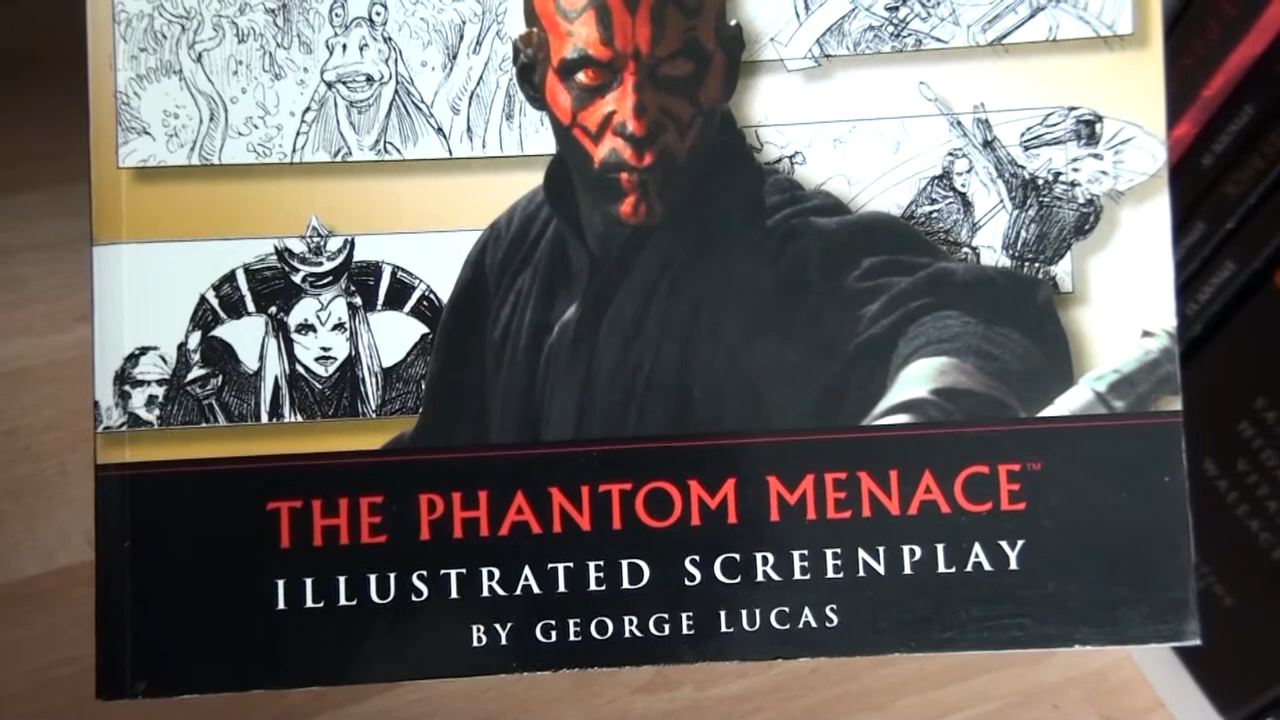 THE PHANTOM MENACE™
ILLUSTRATED SCREENPLAY
BY GEORGE LUCAS